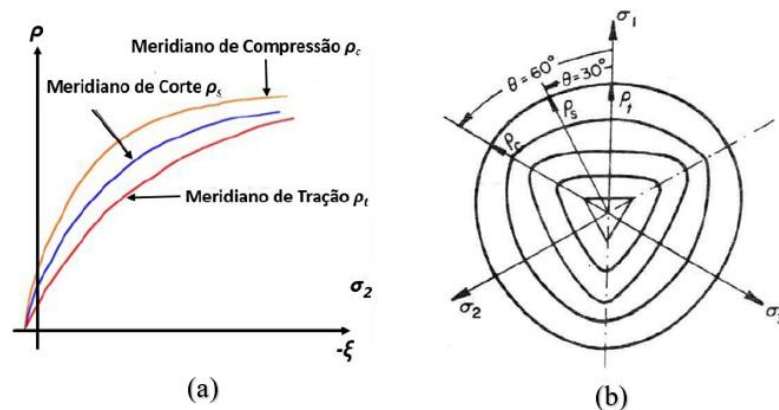 ρ
Meridiano de Compressão ρc
Meridiano de Corte ρs
Meridiano de Tração ρt
σ2
-ξ
(a)
σ1
θ = 60°
θ = 30°
ρt
ρs
ρc
σ2
σ3
(b)